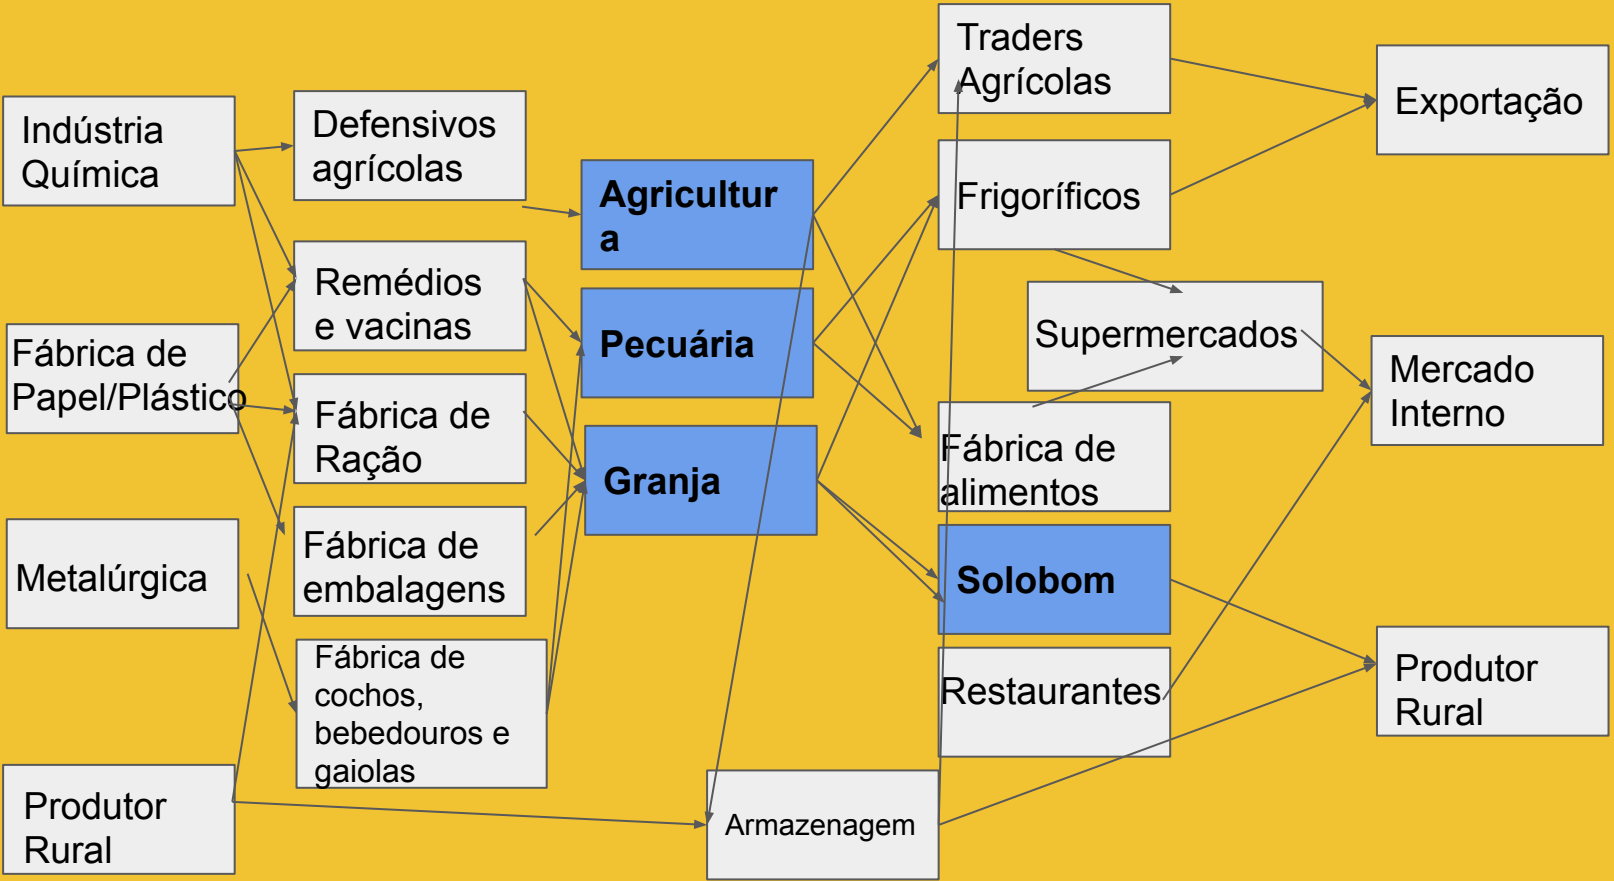 Indústria
Química
Fábrica de
Papel/Plástico
Metalúrgica
Produtor
Rural
Defensivos
agrícolas
Remédios
e vacinas
Fábrica de
Ração
Fábrica de
embalagens
Fábrica de
cochos,
bebedouros e
gaiolas
Agricultur
a
Pecuária
Granja
Armazenagem
Traders
Agrícolas
Frigoríficos
Supermercados
Fábrica de
alimentos
Solobom
Restaurantes
Exportação
Mercado
Interno
Produtor
Rural